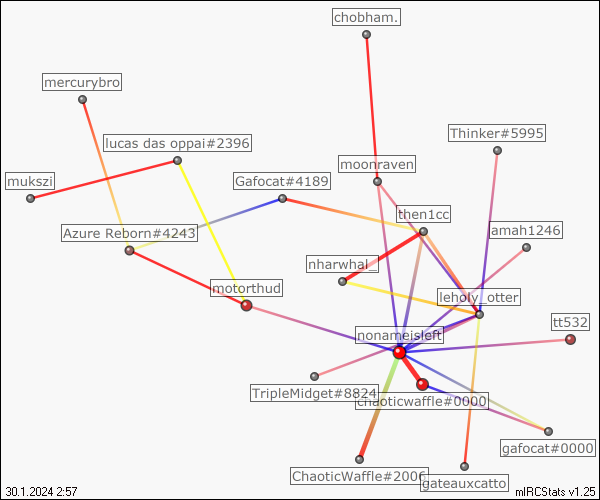 chobham.
mercurybro
Thinker#5995
lucas das oppai#2396
moonraven
mukszi
Gafocat#4189
then1cc
amah1246
Azure Reborn#4243
nharwhal_
motorthud
leholy_otter
tt532
nonameisleft
TripleMidget#8824
chaoticwaffle#0000
gafocat#0000
ChaoticWaffle#2006
gateauxcatto
30.1.2024 2:57
mIRCStats v1.25